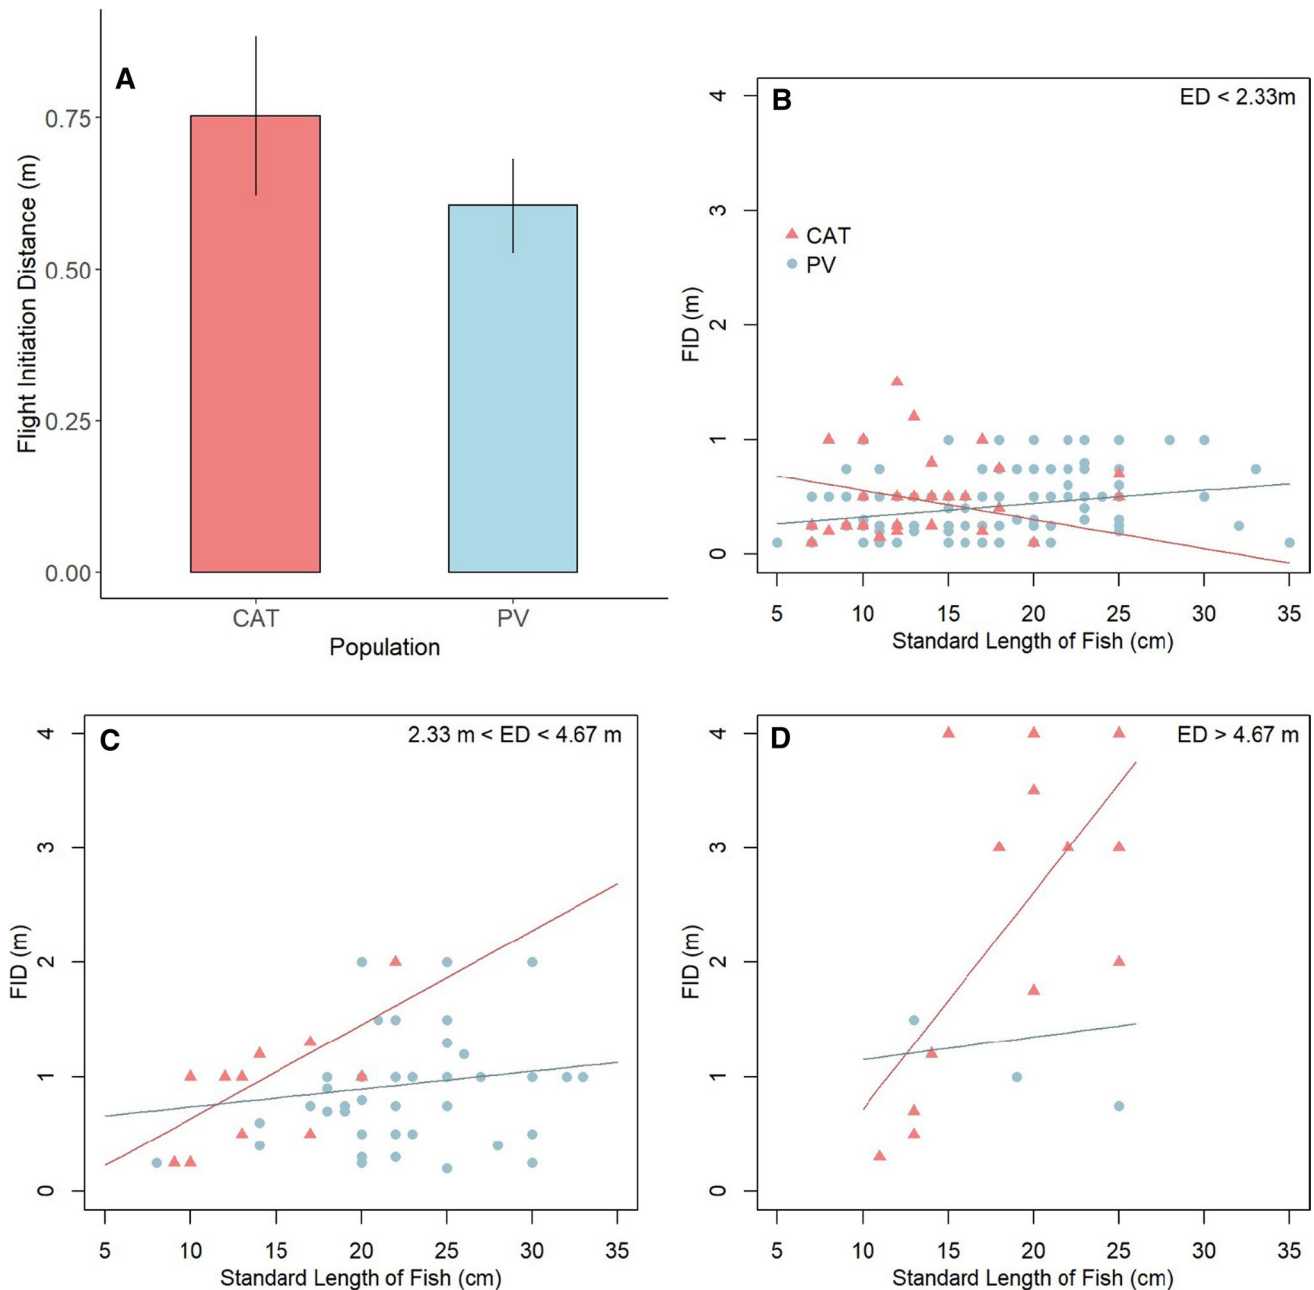 A
Flight Initiation Distance (m)
0.75
0.50
0.25
0.00
CAT PV
Population
B
ED < 2.33m
CAT
PV
FID (m)
4
3
2
1
0
5 10 15 20 25 30 35
Standard Length of Fish (cm)
C
2.33 m < ED < 4.67 m
FID (m)
4
3
2
1
0
5 10 15 20 25 30 35
Standard Length of Fish (cm)
D
ED > 4.67 m
FID (m)
4
3
2
1
0
5 10 15 20 25 30 35
Standard Length of Fish (cm)